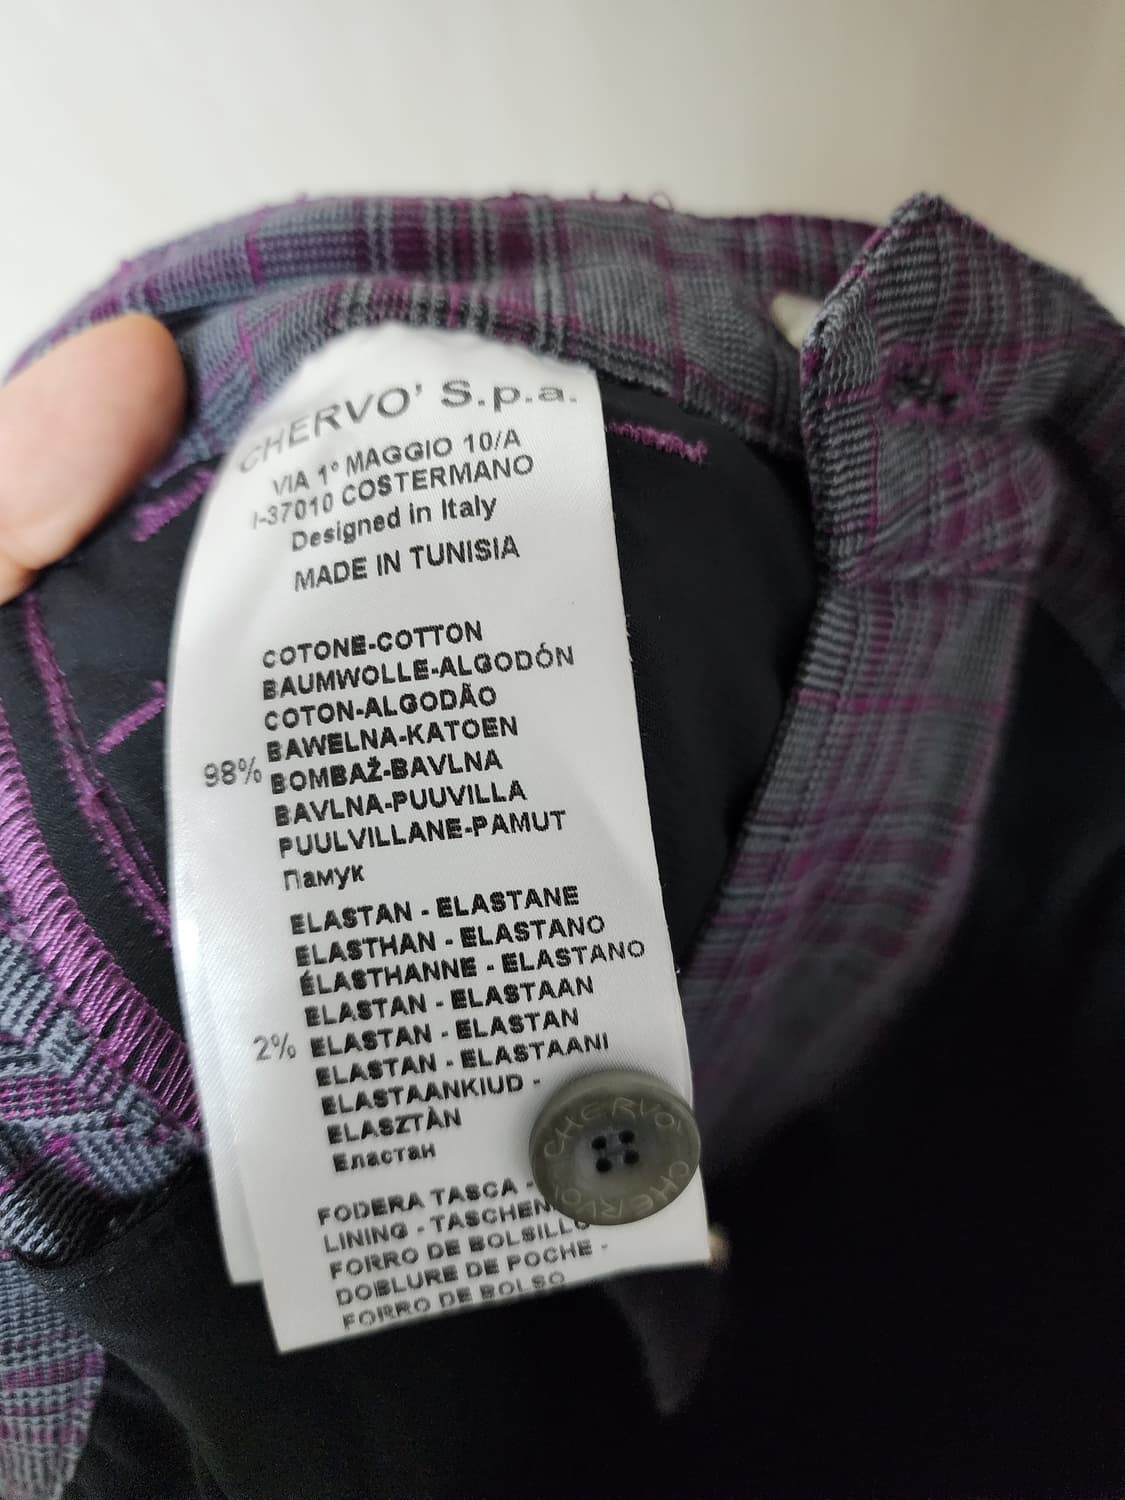 CHERVO' S.p.a.
VIA 1° MAGGIO 10/A
I-37010 COSTERMANO
Designed in Italy
MADE IN TUNISIA
COTONE-COTTON
BAUMWOLLE-ALGODÓN
COTON-ALGODÃO
BAWELNA-KATOEN
98% BOMBAŽ-BAVLNA
BAVLNA-PUUVILLA
PUULVILLANE-PAMUT
Памук
ELASTAN - ELASTANE
ELASTHAN - ELASTANO
ÉLASTHANNE - ELASTANO
ELASTAN - ELASTAAN
2% ELASTAN - ELASTAN
ELASTAN - ELASTAANI
ELASTAANKIUD -
ELASZTÀN
Еластан
CHERVO' CHERVO'
FODERA TASCA -
LINING - TASCHEN
FORRO DE BOLSILLO
DOBLURE DE POCHE -
FORRO DE BOLSO